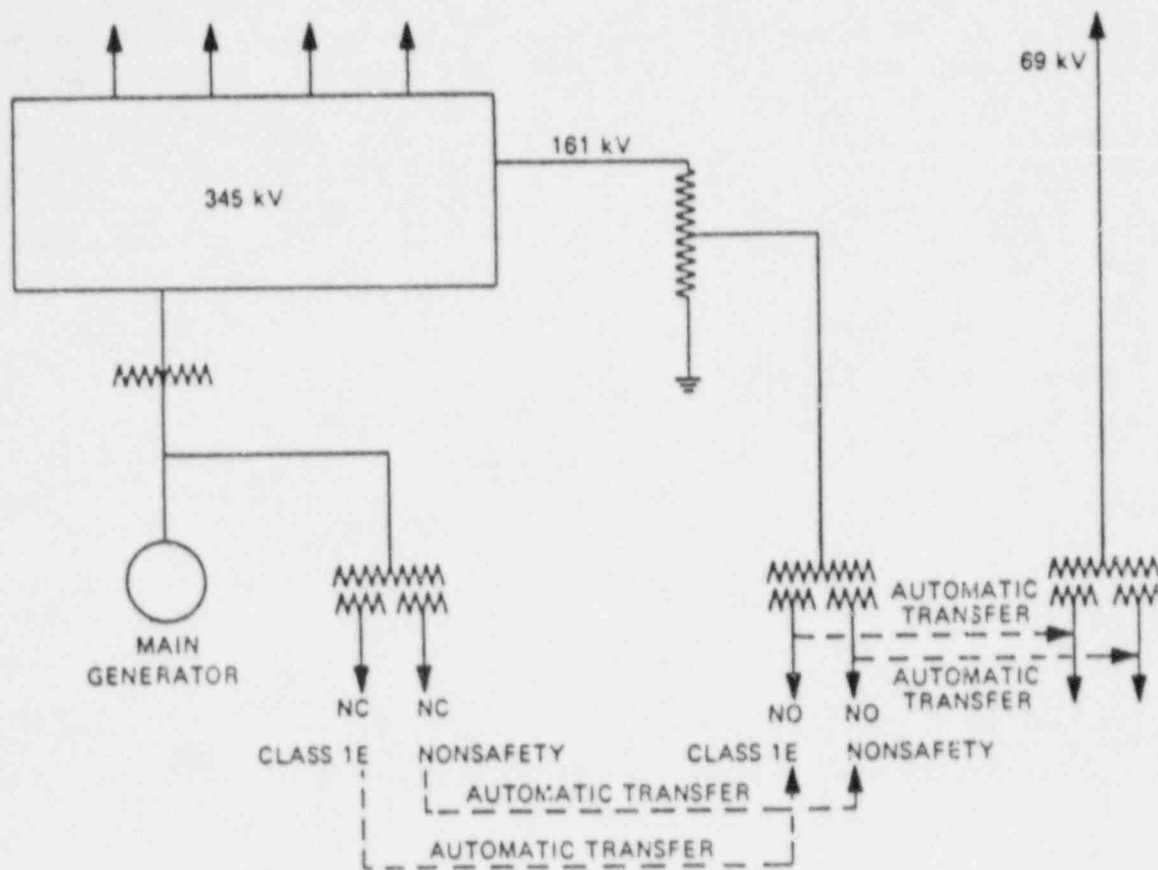 69 kV
161 kV
345 kV
MAIN
GENERATOR
AUTOMATIC
TRANSFER
AUTOMATIC
TRANSFER
NC NC
NO NO
CLASS 1E NONSAFETY
CLASS 1E NONSAFETY
AUTOMATIC TRANSFER
AUTOMATIC TRANSFER